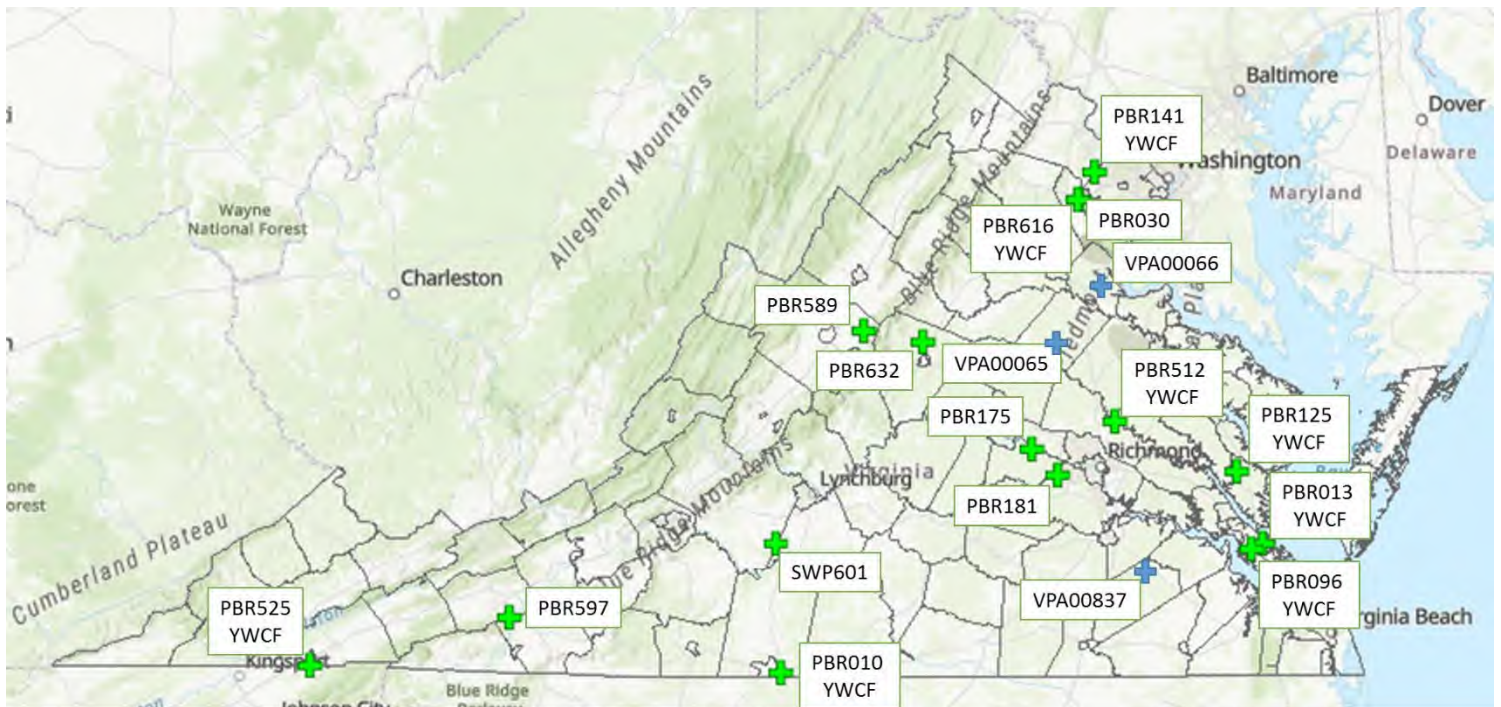 Baltimore
Dover
PBR141
YWCF
Washington
Delaware
Maryland
Wayne
National Forest
Allegheny Mountains
Blue Ridge Mountains
PBR616
YWCF
PBR030
VPA00066
Charleston
PBR589
PBR632
VPA00065
PBR512
YWCF
PBR175
PBR125
YWCF
Richmond
Virginia
Lynchburg
PBR181
PBR013
YWCF
Cumberland Plateau
Blue Ridge Mountains
SWP601
VPA00837
PBR096
YWCF
PBR525
YWCF
PBR597
rginia Beach
Kingsport
PBR010
YWCF
Blue Ridge
Johnson City